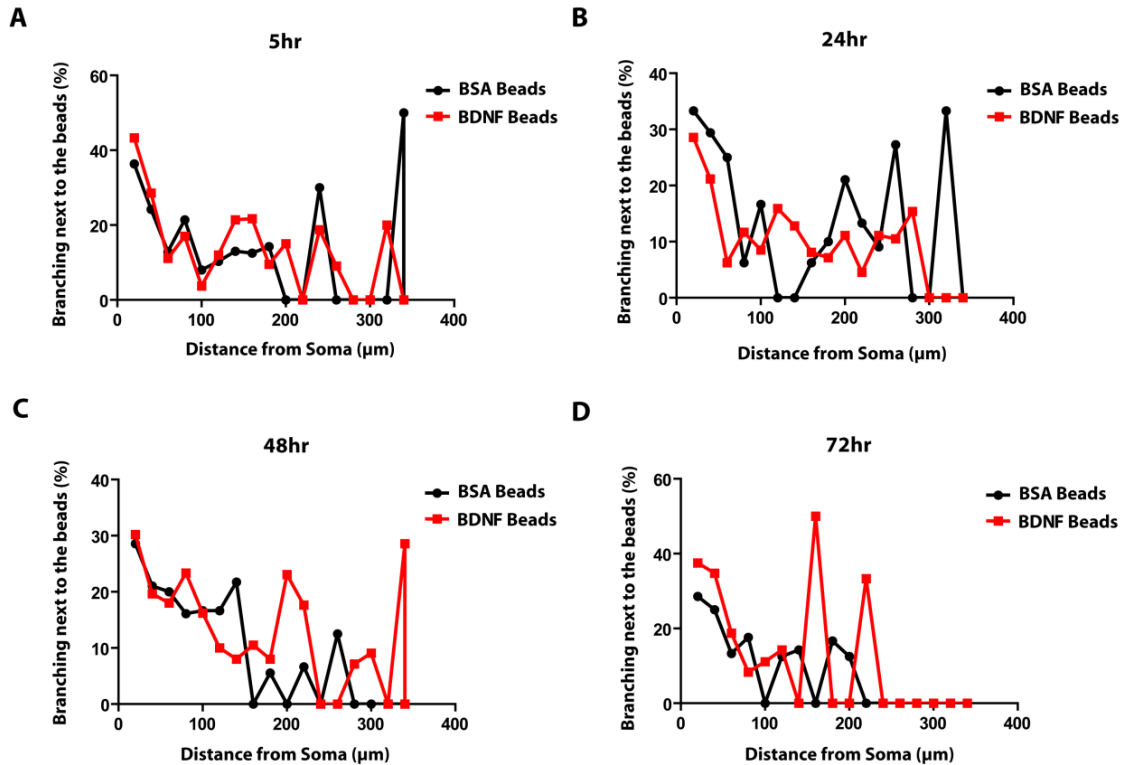 A
5hr
Branching next to the beads (%)
60
40
20
0
0 100 200 300 400
Distance from Soma (µm)
BSA Beads
BDNF Beads
B
24hr
Branching next to the beads (%)
40
30
20
10
0
0 100 200 300 400
Distance from Soma (µm)
BSA Beads
BDNF Beads
C
48hr
Branching next to the beads (%)
40
30
20
10
0
0 100 200 300 400
Distance from Soma (µm)
BSA Beads
BDNF Beads
D
72hr
Branching next to the beads (%)
60
40
20
0
0 100 200 300 400
Distance from Soma (µm)
BSA Beads
BDNF Beads